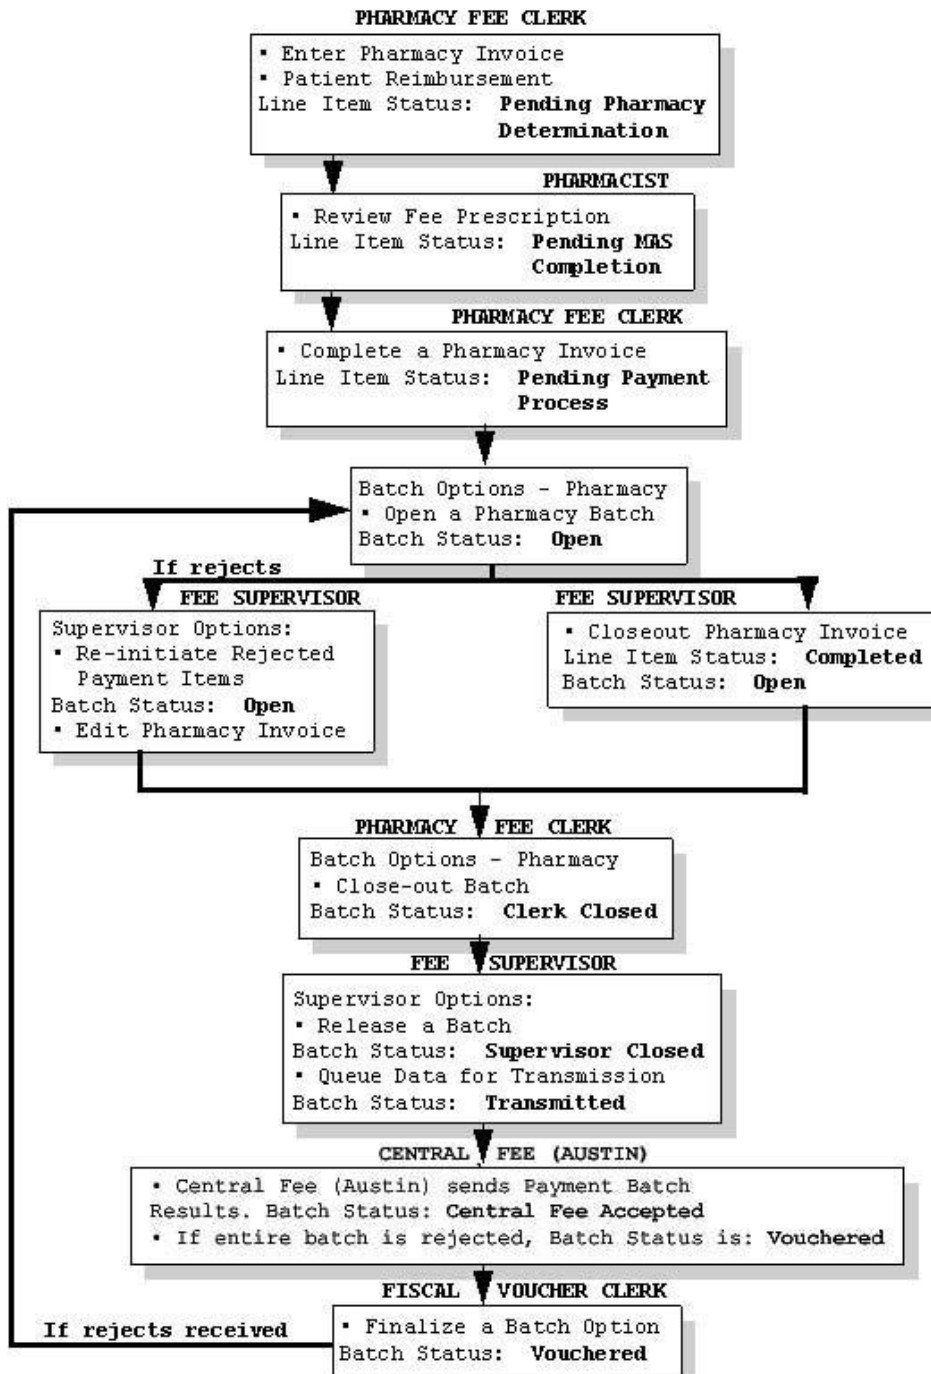 PHARMACY FEE CLERK
▪ Enter Pharmacy Invoice
▪ Patient Reimbursement
Line Item Status: Pending Pharmacy
Determination
PHARMACIST
▪ Review Fee Prescription
Line Item Status: Pending MAS
Completion
PHARMACY FEE CLERK
▪ Complete a Pharmacy Invoice
Line Item Status: Pending Payment
Process
Batch Options - Pharmacy
▪ Open a Pharmacy Batch
Batch Status: Open
If rejects
FEE SUPERVISOR
Supervisor Options:
▪ Re-initiate Rejected
Payment Items
Batch Status: Open
▪ Edit Pharmacy Invoice
FEE SUPERVISOR
▪ Closeout Pharmacy Invoice
Line Item Status: Completed
Batch Status: Open
PHARMACY FEE CLERK
Batch Options - Pharmacy
▪ Close-out Batch
Batch Status: Clerk Closed
FEE SUPERVISOR
Supervisor Options:
▪ Release a Batch
Batch Status: Supervisor Closed
▪ Queue Data for Transmission
Batch Status: Transmitted
CENTRAL FEE (AUSTIN)
▪ Central Fee (Austin) sends Payment Batch
Results. Batch Status: Central Fee Accepted
▪ If entire batch is rejected, Batch Status is: Vouchered
FISCAL VOUCHER CLERK
If rejects received
▪ Finalize a Batch Option
Batch Status: Vouchered